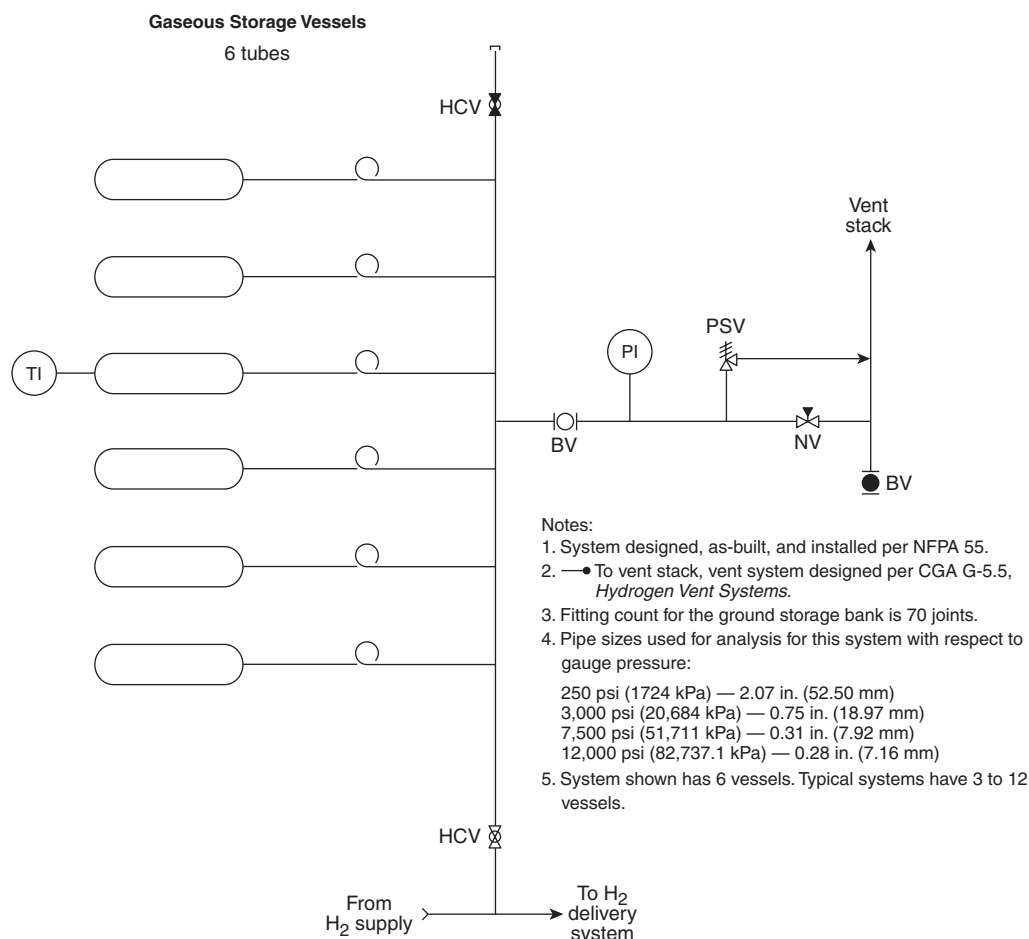 Gaseous Storage Vessels
6 tubes
HCV
Vent
stack
PSV
PI
TI
BV
NV
BV
Notes:
1. System designed, as-built, and installed per NFPA 55.
2. To vent stack, vent system designed per CGA G-5.5,
Hydrogen Vent Systems.
3. Fitting count for the ground storage bank is 70 joints.
4. Pipe sizes used for analysis for this system with respect to
gauge pressure:
250 psi (1724 kPa) — 2.07 in. (52.50 mm)
3,000 psi (20,684 kPa) — 0.75 in. (18.97 mm)
7,500 psi (51,711 kPa) — 0.31 in. (7.92 mm)
12,000 psi (82,737.1 kPa) — 0.28 in. (7.16 mm)
5. System shown has 6 vessels. Typical systems have 3 to 12
vessels.
HCV
From
H₂ supply
To H₂
delivery
system